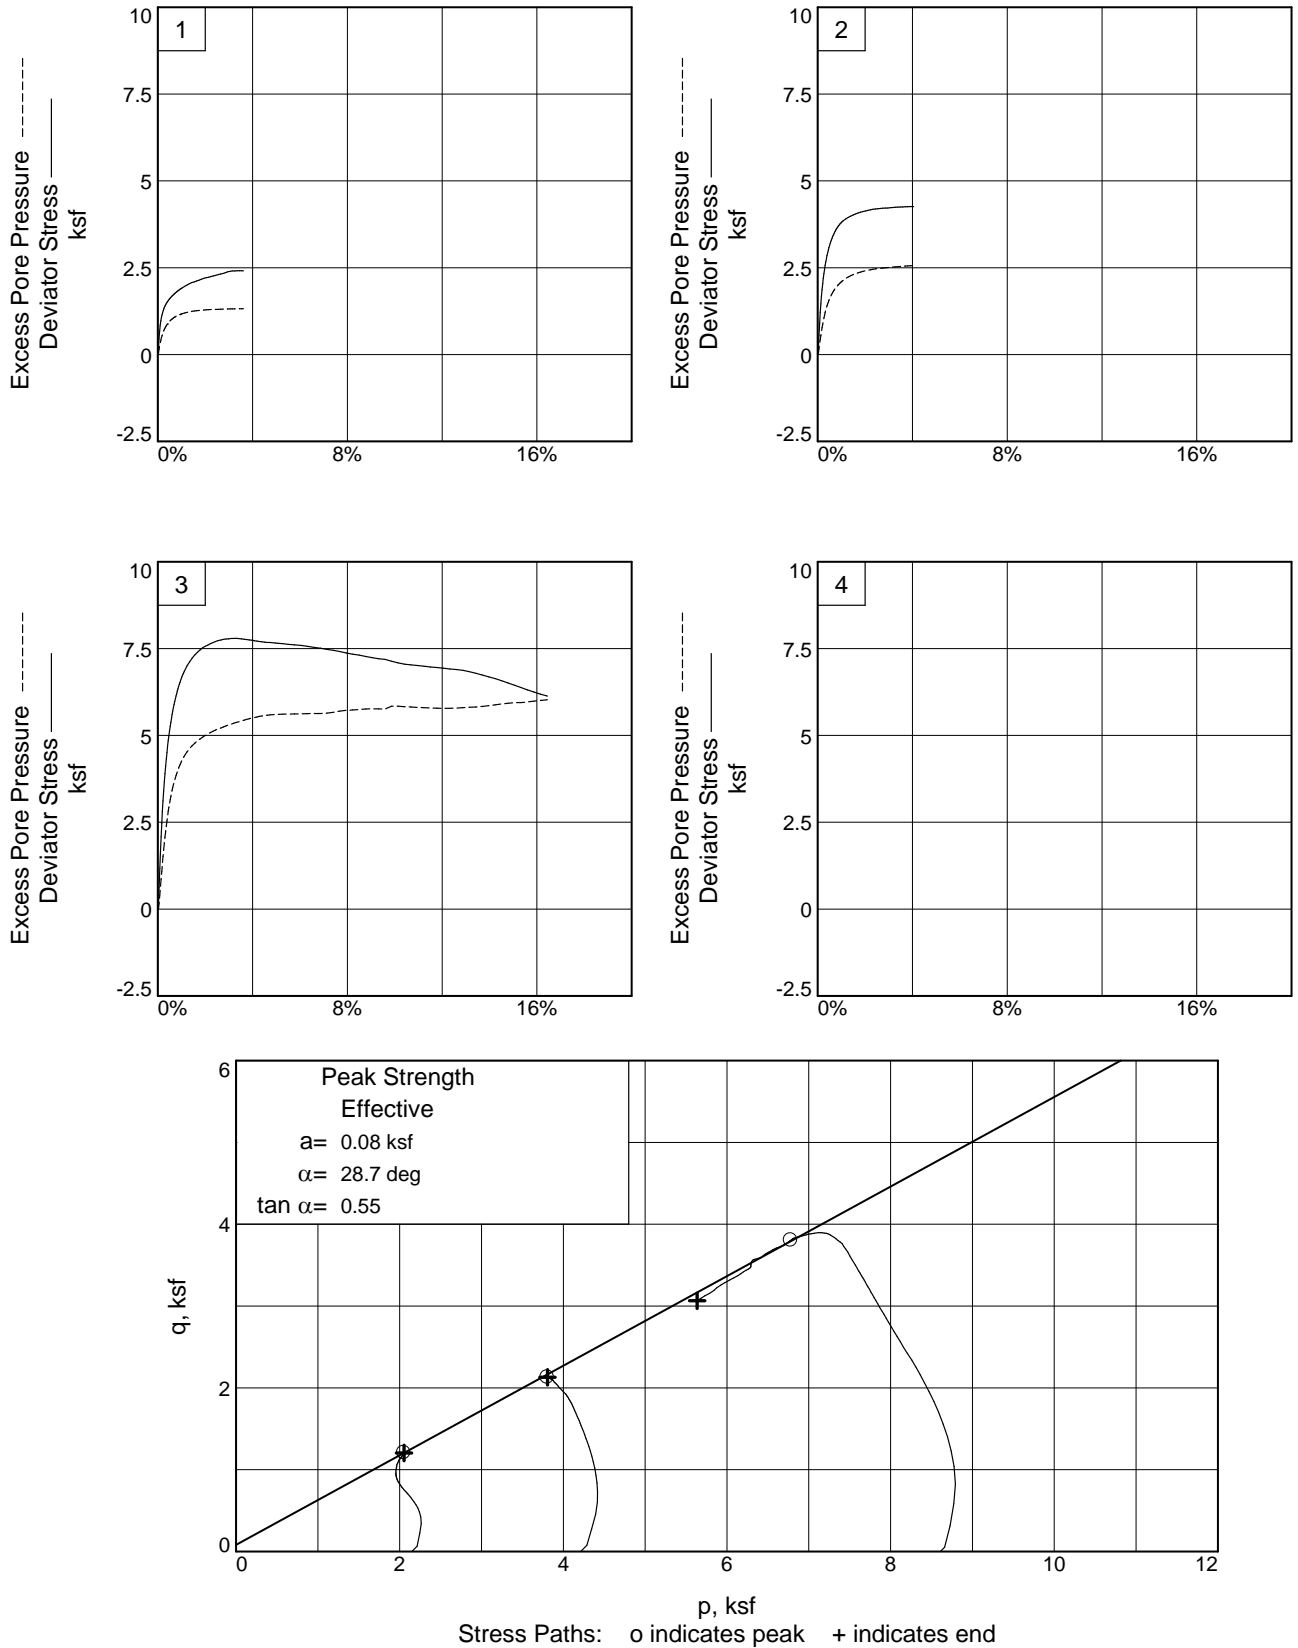 10
1
7.5
5
2.5
0
-2.5
0% 8% 16%
Excess Pore Pressure
Deviator Stress
ksf
10
2
7.5
5
2.5
0
-2.5
0% 8% 16%
Excess Pore Pressure
Deviator Stress
ksf
10
3
7.5
5
2.5
0
-2.5
0% 8% 16%
Excess Pore Pressure
Deviator Stress
ksf
10
4
7.5
5
2.5
0
-2.5
0% 8% 16%
Excess Pore Pressure
Deviator Stress
ksf
Peak Strength
Effective
a= 0.08 ksf
α= 28.7 deg
tan α= 0.55
6
4
2
0
q, ksf
0 2 4 6 8 10 12
p, ksf
Stress Paths: o indicates peak + indicates end